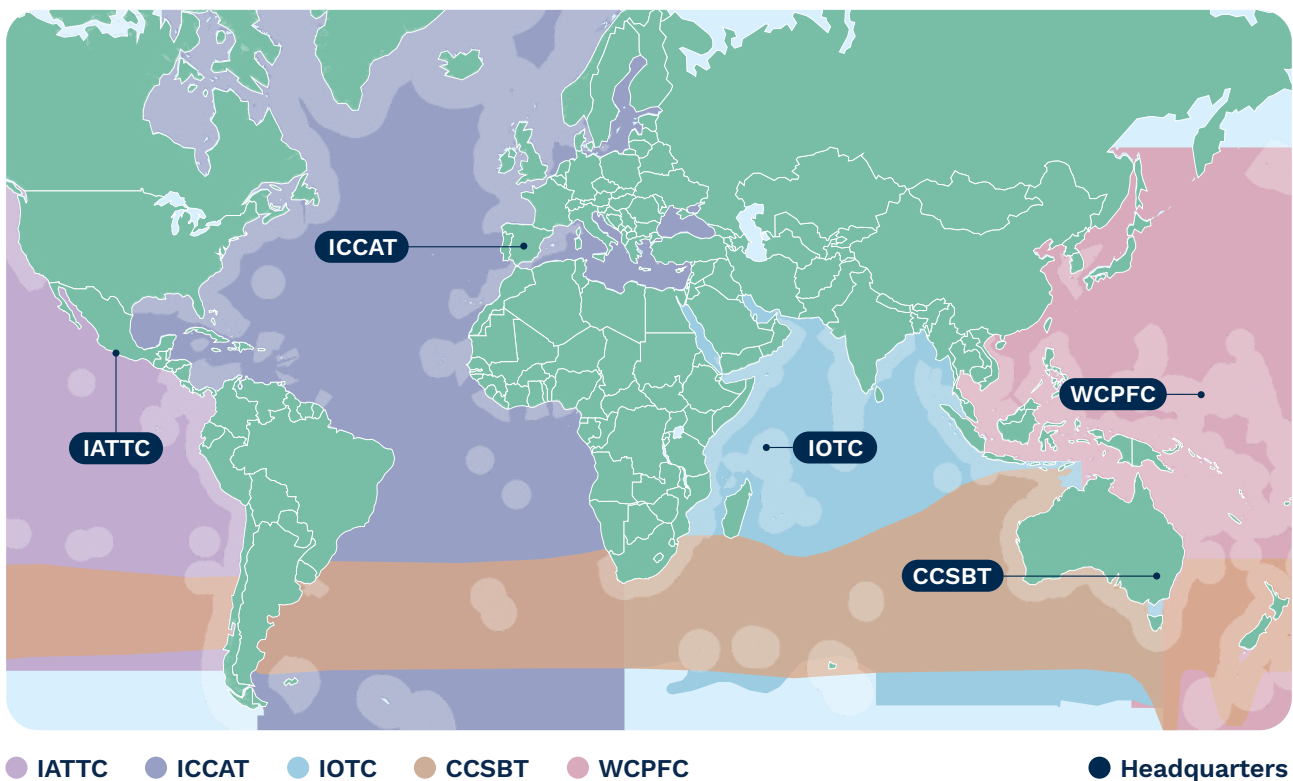 ICCAT
WCPFC
IATTC
IOTC
CCSBT
IATTC ICCAT IOTC CCSBT WCPFC Headquarters